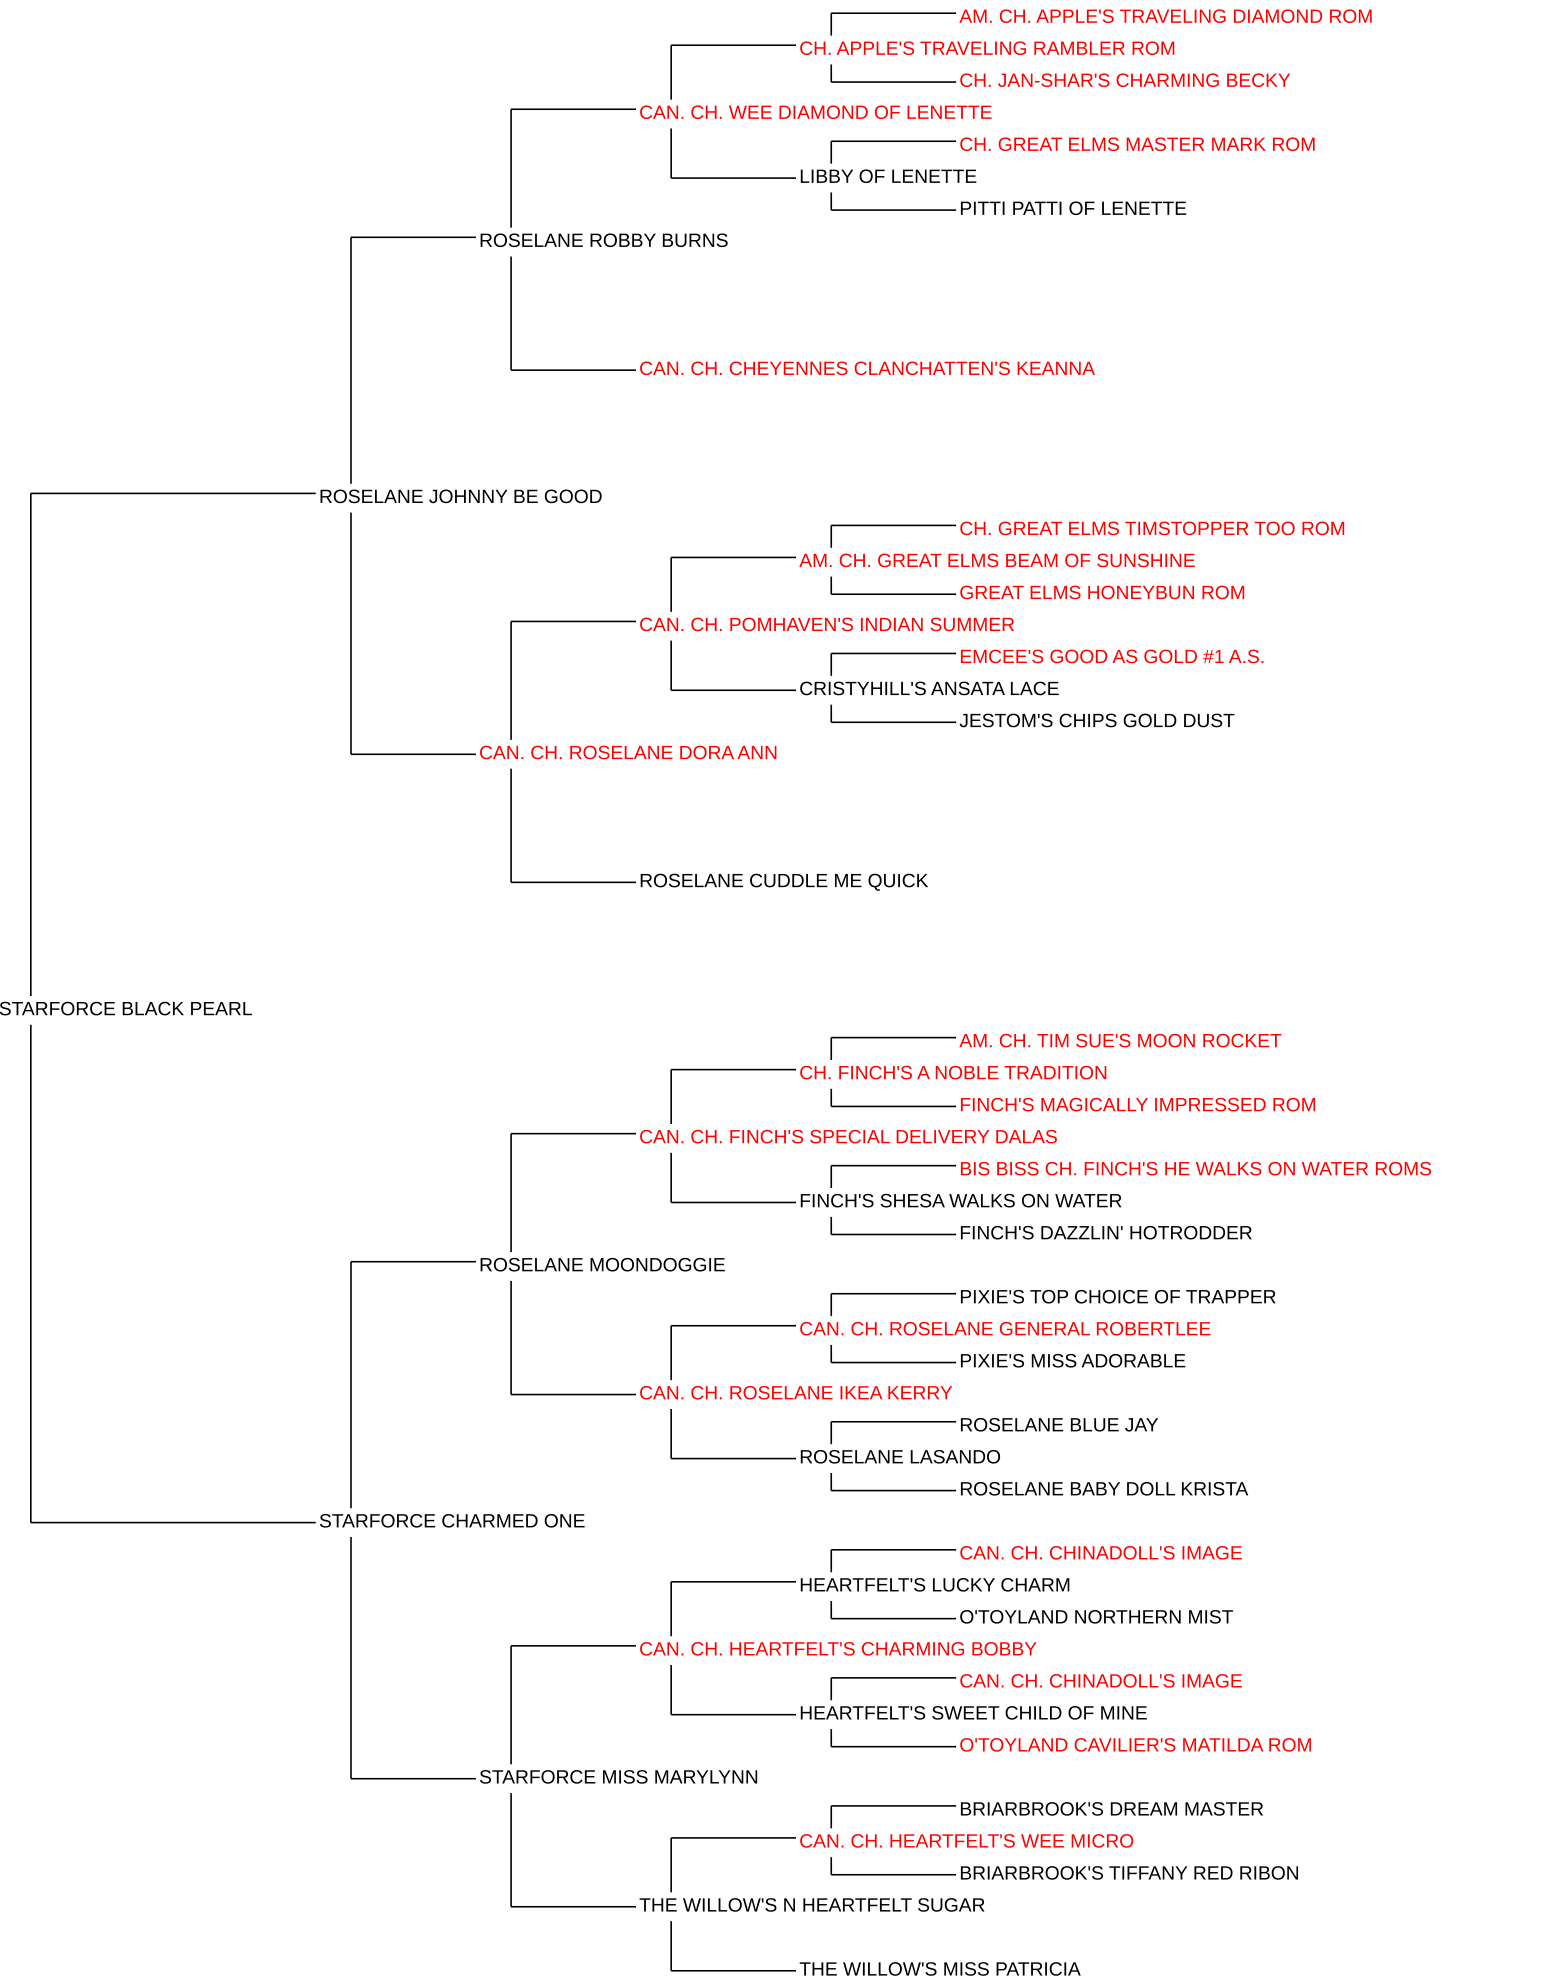 AM. CH. APPLE'S TRAVELING DIAMOND ROM
CH. APPLE'S TRAVELING RAMBLER ROM
CH. JAN-SHAR'S CHARMING BECKY
CAN. CH. WEE DIAMOND OF LENETTE
CH. GREAT ELMS MASTER MARK ROM
LIBBY OF LENETTE
PITTI PATTI OF LENETTE
ROSELANE ROBBY BURNS
CAN. CH. CHEYENNES CLANCHATTEN'S KEANNA
ROSELANE JOHNNY BE GOOD
CH. GREAT ELMS TIMSTOPPER TOO ROM
AM. CH. GREAT ELMS BEAM OF SUNSHINE
GREAT ELMS HONEYBUN ROM
CAN. CH. POMHAVEN'S INDIAN SUMMER
EMCEE'S GOOD AS GOLD #1 A.S.
CRISTYHILL'S ANSATA LACE
JESTOM'S CHIPS GOLD DUST
CAN. CH. ROSELANE DORA ANN
ROSELANE CUDDLE ME QUICK
STARFORCE BLACK PEARL
AM. CH. TIM SUE'S MOON ROCKET
CH. FINCH'S A NOBLE TRADITION
FINCH'S MAGICALLY IMPRESSED ROM
CAN. CH. FINCH'S SPECIAL DELIVERY DALAS
BIS BISS CH. FINCH'S HE WALKS ON WATER ROMS
FINCH'S SHESA WALKS ON WATER
FINCH'S DAZZLIN' HOTRODDER
ROSELANE MOONDOGGIE
PIXIE'S TOP CHOICE OF TRAPPER
CAN. CH. ROSELANE GENERAL ROBERTLEE
PIXIE'S MISS ADORABLE
CAN. CH. ROSELANE IKEA KERRY
ROSELANE BLUE JAY
ROSELANE LASANDO
ROSELANE BABY DOLL KRISTA
STARFORCE CHARMED ONE
CAN. CH. CHINADOLL'S IMAGE
HEARTFELT'S LUCKY CHARM
O'TOYLAND NORTHERN MIST
CAN. CH. HEARTFELT'S CHARMING BOBBY
CAN. CH. CHINADOLL'S IMAGE
HEARTFELT'S SWEET CHILD OF MINE
O'TOYLAND CAVILIER'S MATILDA ROM
STARFORCE MISS MARYLYNN
BRIARBROOK'S DREAM MASTER
CAN. CH. HEARTFELT'S WEE MICRO
BRIARBROOK'S TIFFANY RED RIBON
THE WILLOW'S N HEARTFELT SUGAR
THE WILLOW'S MISS PATRICIA